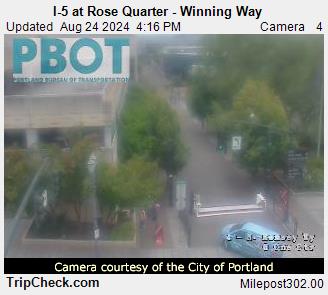 I-5 at Rose Quarter - Winning Way
Updated Aug 24 2024 4:16 PM Camera 4
PBOT
PORTLAND BUREAU OF TRANSPORTATION
Camera courtesy of the City of Portland
TripCheck.com Milepost302.00